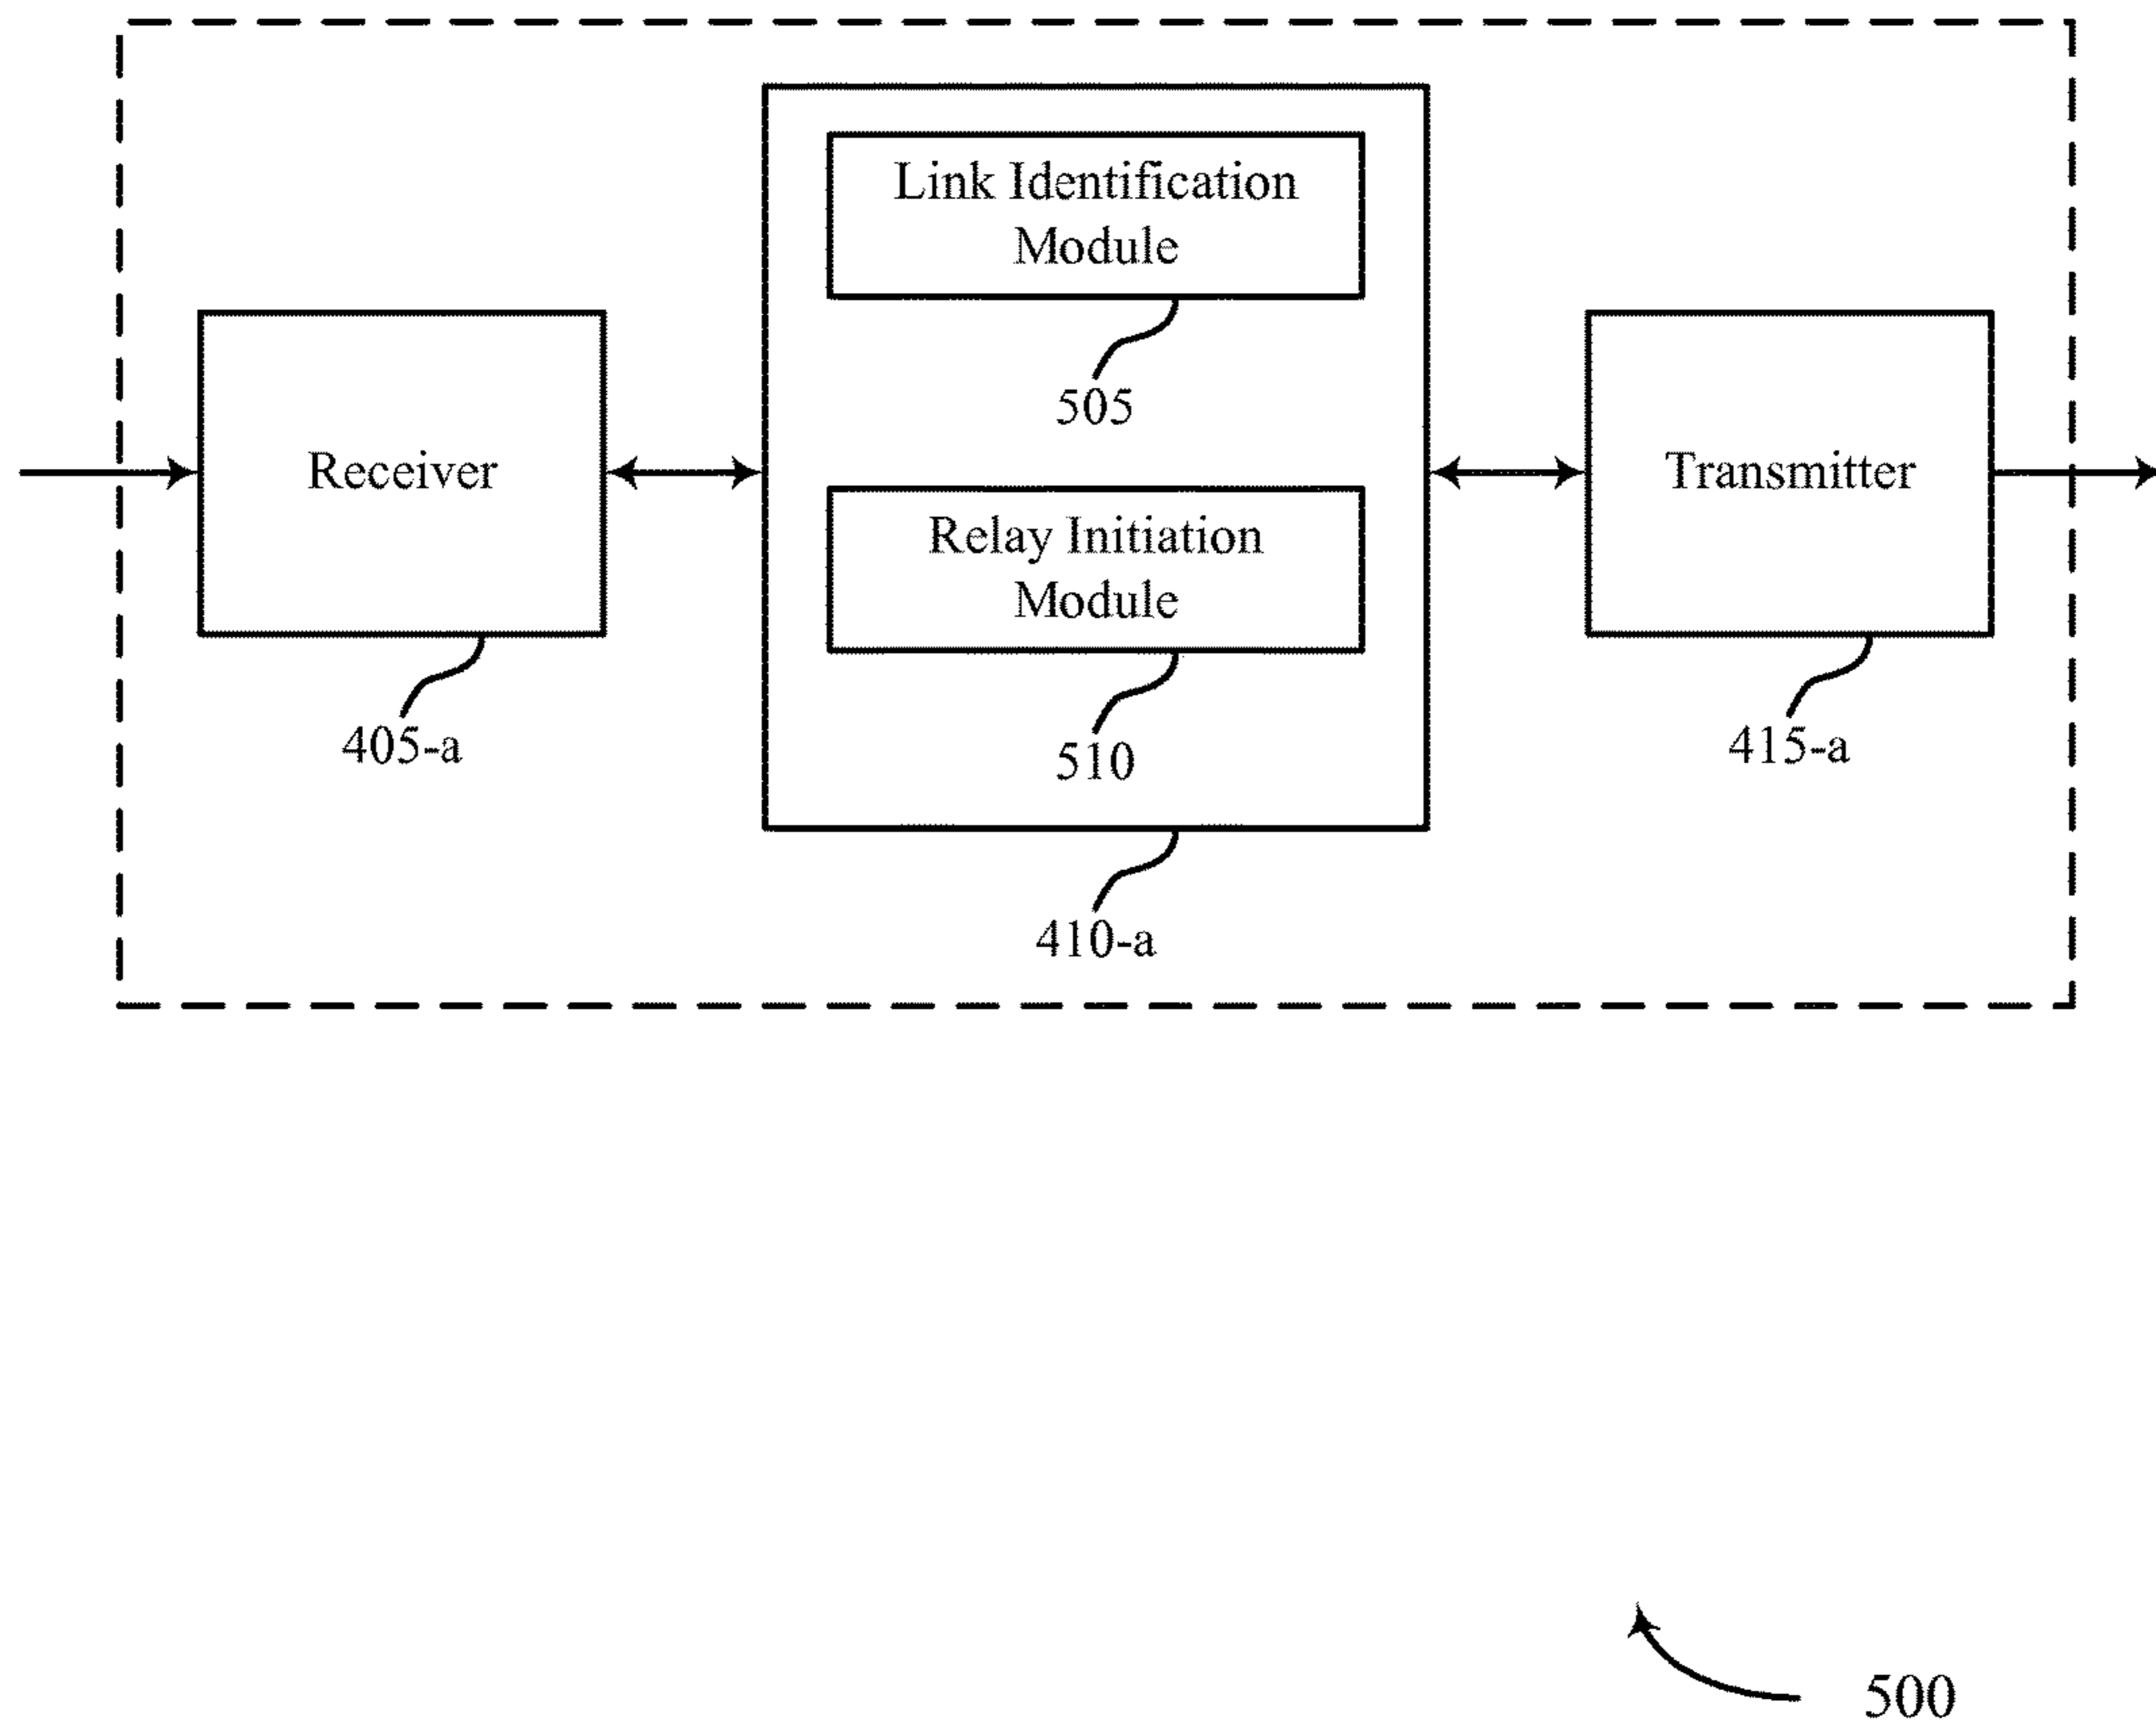 Link Identification
Module
505
Receiver
405-a
Relay Initiation
Module
510
410-a
Transmitter
415-a
500